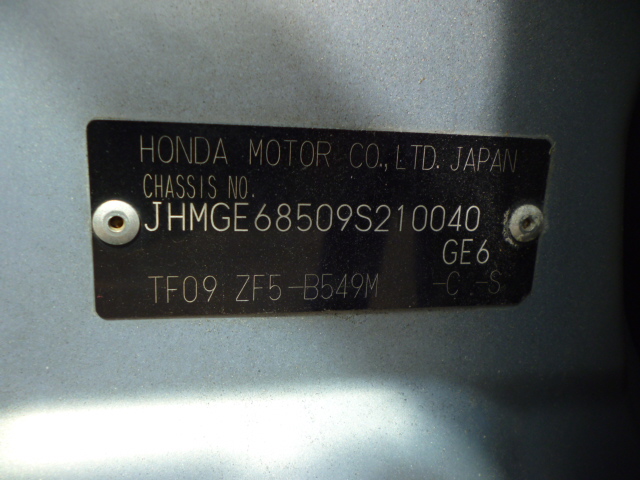 HONDA MOTOR CO.,LTD. JAPAN
CHASSIS NO.
JHMGE68509S210040
GE6
TF09 ZF5-B549M -C -S